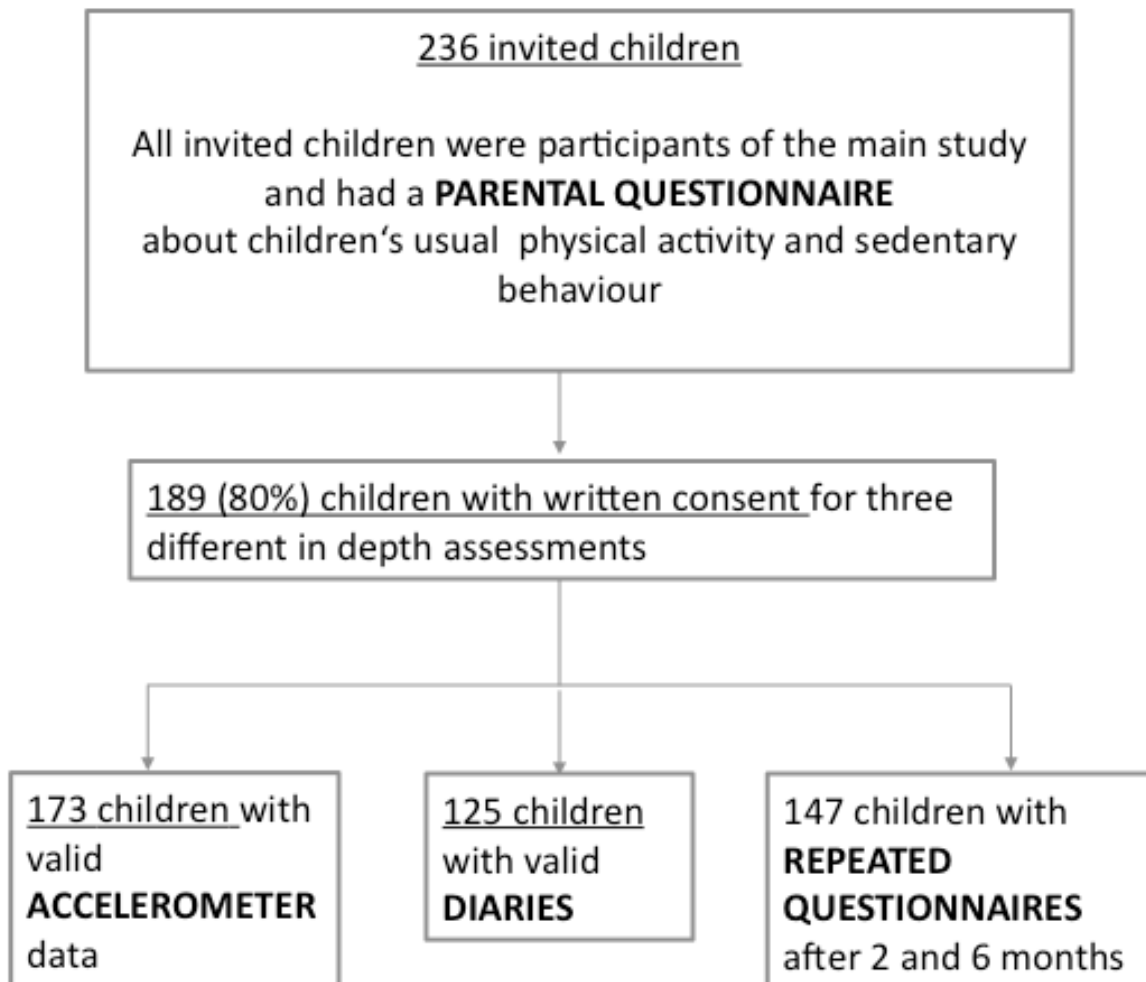 236 invited children
All invited children were participants of the main study
and had a PARENTAL QUESTIONNAIRE
about children‘s usual  physical activity and sedentary
behaviour
189 (80%) children with written consent for three
different in depth assessments
173 children with
valid
ACCELEROMETER
data
125 children
with valid
DIARIES
147 children with
REPEATED
QUESTIONNAIRES
after 2 and 6 months